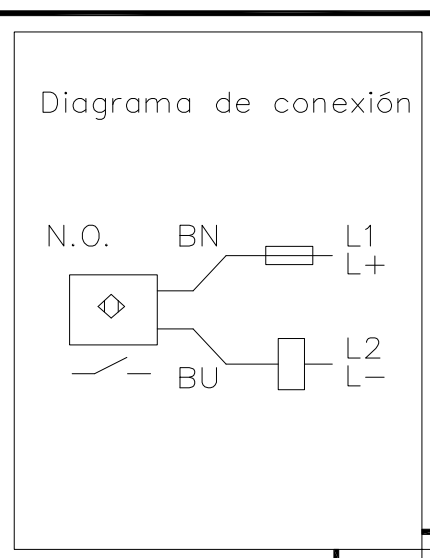 Diagrama de conexión
N.O.
BN
L1
L+
L2
L-
BU